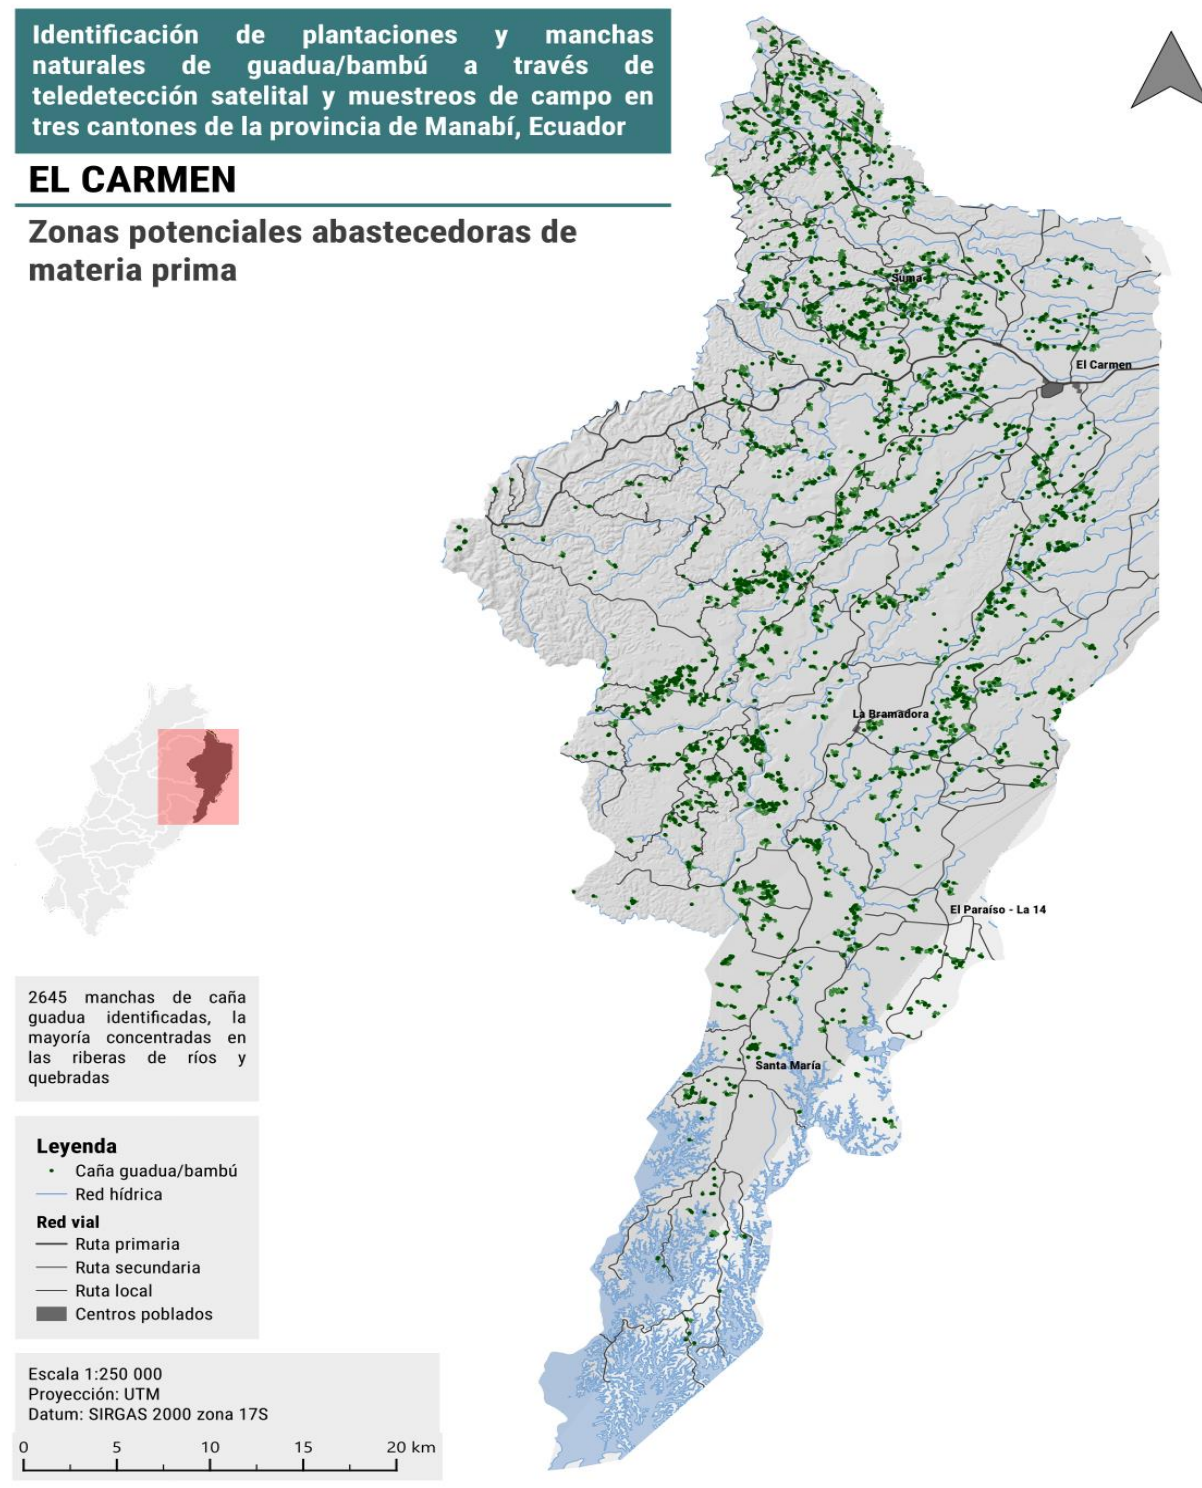 Identificación de plantaciones y manchas
naturales de guadua/bambú a través de
teledetección satelital y muestreos de campo en
tres cantones de la provincia de Manabí, Ecuador
EL CARMEN
Zonas potenciales abastecedoras de
materia prima
Suma
El Carmen
La Bramadora
El Paraíso - La 14
Santa María
2645 manchas de caña
guadua identificadas, la
mayoría concentradas en
las riberas de ríos y
quebradas
Leyenda
Caña guadua/bambú
Red hídrica
Red vial
Ruta primaria
Ruta secundaria
Ruta local
Centros poblados
Escala 1:250 000
Proyección: UTM
Datum: SIRGAS 2000 zona 17S
0 5 10 15 20 km